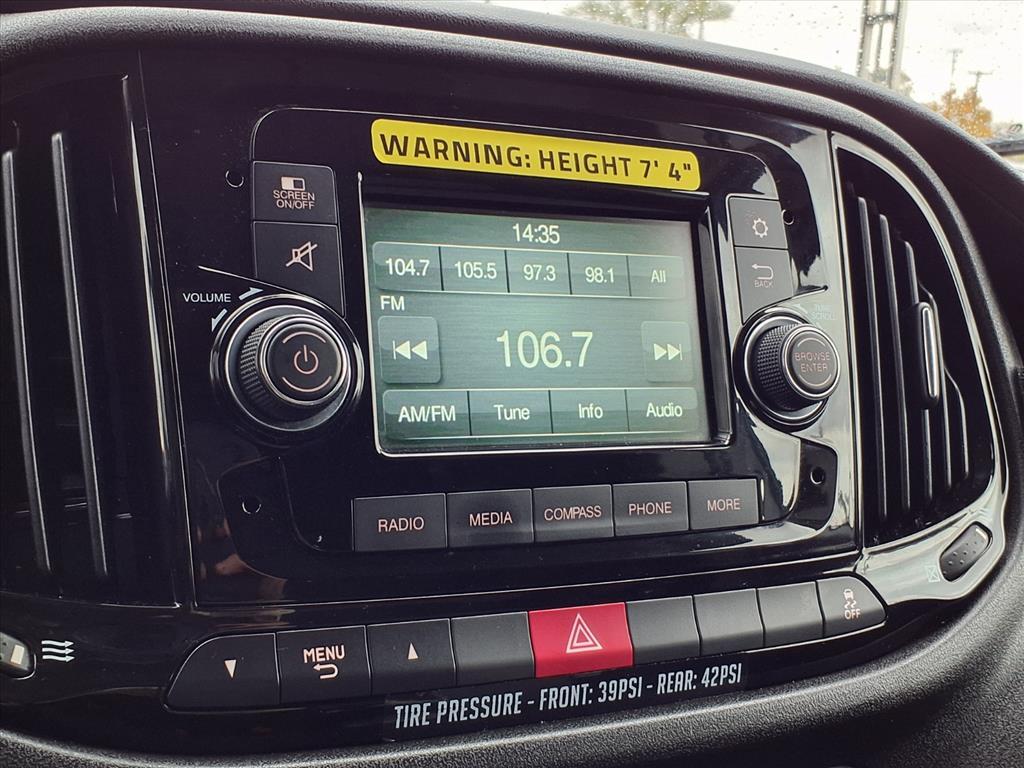 WARNING: HEIGHT 7' 4"
SCREEN
ON/OFF
VOLUME
14:35
104.7 105.5 97.3 98.1 All
FM
106.7
AM/FM Tune Info Audio
BACK
TUNE
SCROLL
BROWSE
ENTER
RADIO MEDIA COMPASS PHONE MORE
MENU
OFF
TIRE PRESSURE - FRONT: 39PSI - REAR: 42PSI